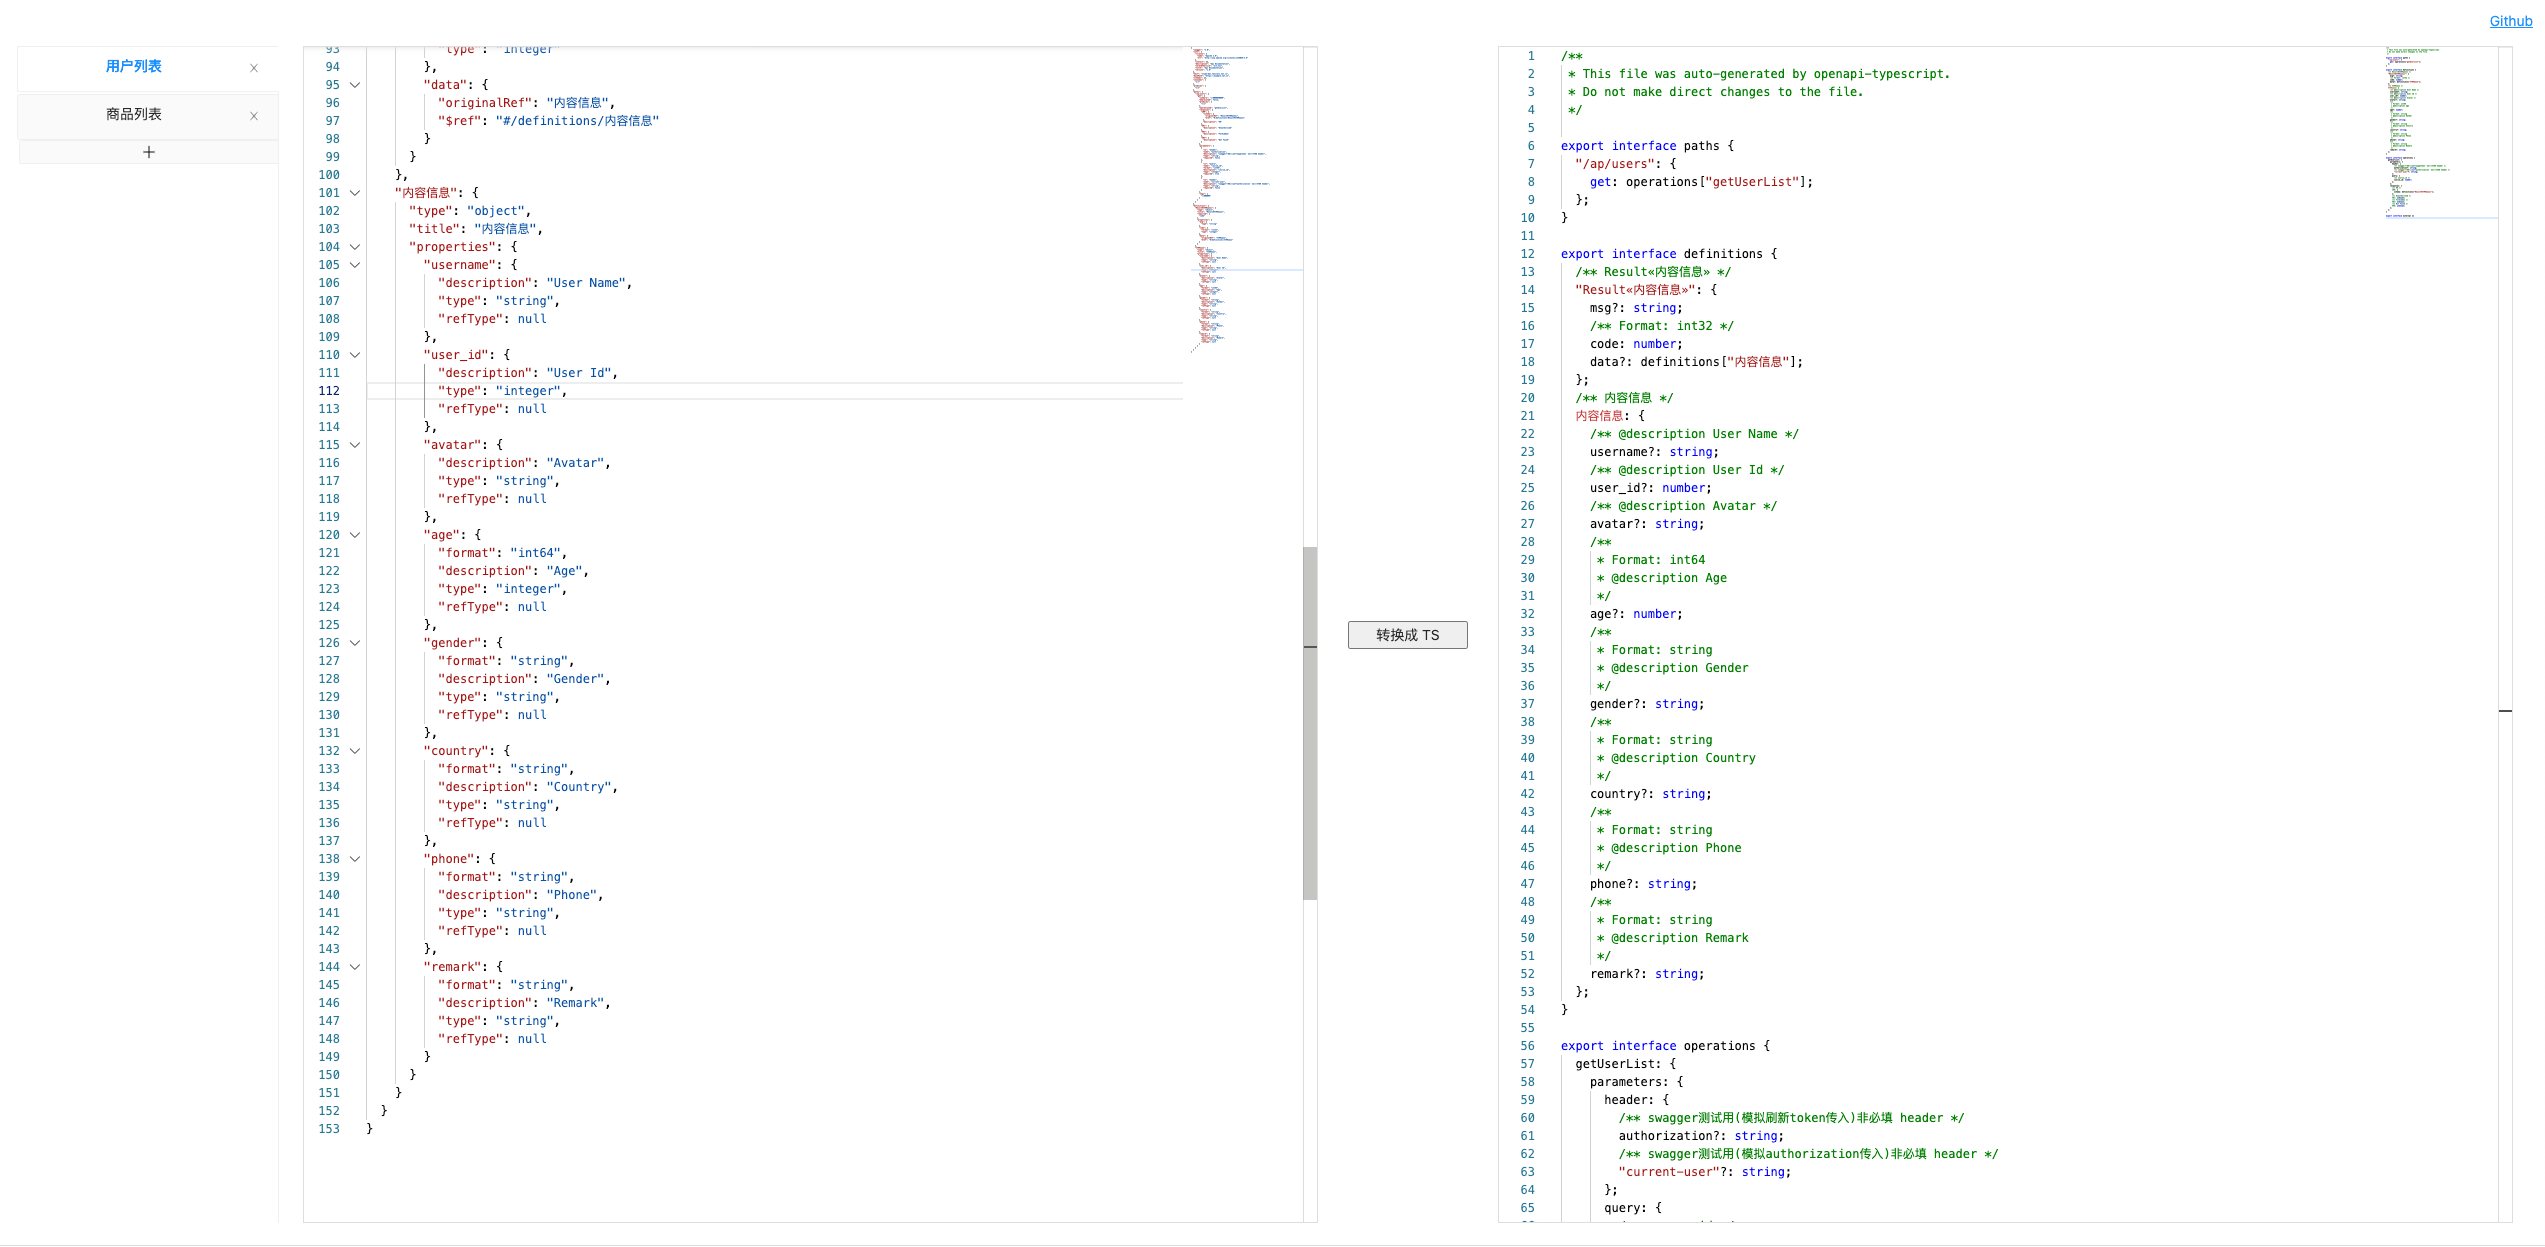 Github
用户列表
商品列表
93 "type": "integer"
94 },
95 "data": {
96 "originalRef": "内容信息",
97 "$ref": "#/definitions/内容信息"
98 }
99 }
100 },
101 "内容信息": {
102 "type": "object",
103 "title": "内容信息",
104 "properties": {
105 "username": {
106 "description": "User Name",
107 "type": "string",
108 "refType": null
109 },
110 "user_id": {
111 "description": "User Id",
112 "type": "integer",
113 "refType": null
114 },
115 "avatar": {
116 "description": "Avatar",
117 "type": "string",
118 "refType": null
119 },
120 "age": {
121 "format": "int64",
122 "description": "Age",
123 "type": "integer",
124 "refType": null
125 },
126 "gender": {
127 "format": "string",
128 "description": "Gender",
129 "type": "string",
130 "refType": null
131 },
132 "country": {
133 "format": "string",
134 "description": "Country",
135 "type": "string",
136 "refType": null
137 },
138 "phone": {
139 "format": "string",
140 "description": "Phone",
141 "type": "string",
142 "refType": null
143 },
144 "remark": {
145 "format": "string",
146 "description": "Remark",
147 "type": "string",
148 "refType": null
149 }
150 }
151 }
152 }
153 }
转换成 TS
1 /**
2 * This file was auto-generated by openapi-typescript.
3 * Do not make direct changes to the file.
4 */
5
6 export interface paths {
7 "/ap/users": {
8 get: operations["getUserList"];
9 };
10 }
11
12 export interface definitions {
13 /** Result«内容信息» */
14 "Result«内容信息»": {
15 msg?: string;
16 /** Format: int32 */
17 code: number;
18 data?: definitions["内容信息"];
19 };
20 /** 内容信息 */
21 内容信息: {
22 /** @description User Name */
23 username?: string;
24 /** @description User Id */
25 user_id?: number;
26 /** @description Avatar */
27 avatar?: string;
28 /**
29 * Format: int64
30 * @description Age
31 */
32 age?: number;
33 /**
34 * Format: string
35 * @description Gender
36 */
37 gender?: string;
38 /**
39 * Format: string
40 * @description Country
41 */
42 country?: string;
43 /**
44 * Format: string
45 * @description Phone
46 */
47 phone?: string;
48 /**
49 * Format: string
50 * @description Remark
51 */
52 remark?: string;
53 };
54 }
55
56 export interface operations {
57 getUserList: {
58 parameters: {
59 header: {
60 /** swagger测试用(模拟刷新token传入)非必填 header */
61 authorization?: string;
62 /** swagger测试用(模拟authorization传入)非必填 header */
63 "current-user"?: string;
64 };
65 query: {